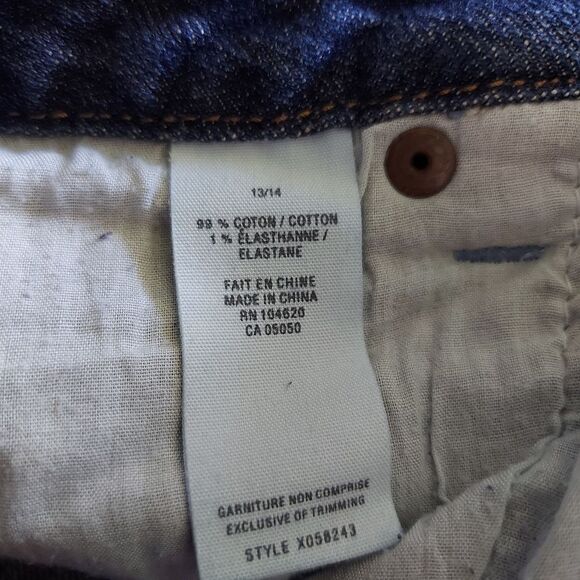 13/14
99 % COTON / COTTON
1 % ÉLASTHANNE /
ELASTANE
FAIT EN CHINE
MADE IN CHINA
RN 104620
CA 05050
GARNITURE NON COMPRISE
EXCLUSIVE OF TRIMMING
STYLE X058243